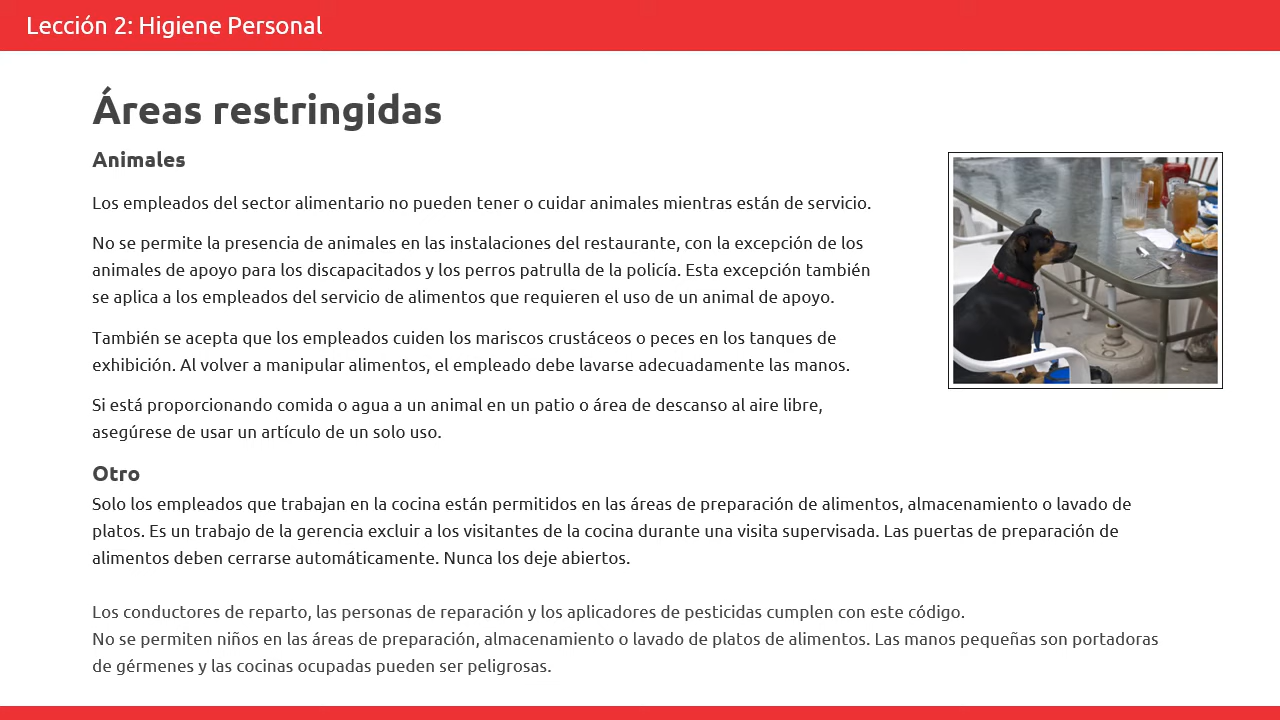 Lección 2: Higiene Personal
Áreas restringidas
Animales
Los empleados del sector alimentario no pueden tener o cuidar animales mientras están de servicio.
No se permite la presencia de animales en las instalaciones del restaurante, con la excepción de los
animales de apoyo para los discapacitados y los perros patrulla de la policía. Esta excepción también
se aplica a los empleados del servicio de alimentos que requieren el uso de un animal de apoyo.
También se acepta que los empleados cuiden los mariscos crustáceos o peces en los tanques de
exhibición. Al volver a manipular alimentos, el empleado debe lavarse adecuadamente las manos.
Si está proporcionando comida o agua a un animal en un patio o área de descanso al aire libre,
asegúrese de usar un artículo de un solo uso.
Otro
Solo los empleados que trabajan en la cocina están permitidos en las áreas de preparación de alimentos, almacenamiento o lavado de
platos. Es un trabajo de la gerencia excluir a los visitantes de la cocina durante una visita supervisada. Las puertas de preparación de
alimentos deben cerrarse automáticamente. Nunca los deje abiertos.
Los conductores de reparto, las personas de reparación y los aplicadores de pesticidas cumplen con este código.
No se permiten niños en las áreas de preparación, almacenamiento o lavado de platos de alimentos. Las manos pequeñas son portadoras
de gérmenes y las cocinas ocupadas pueden ser peligrosas.